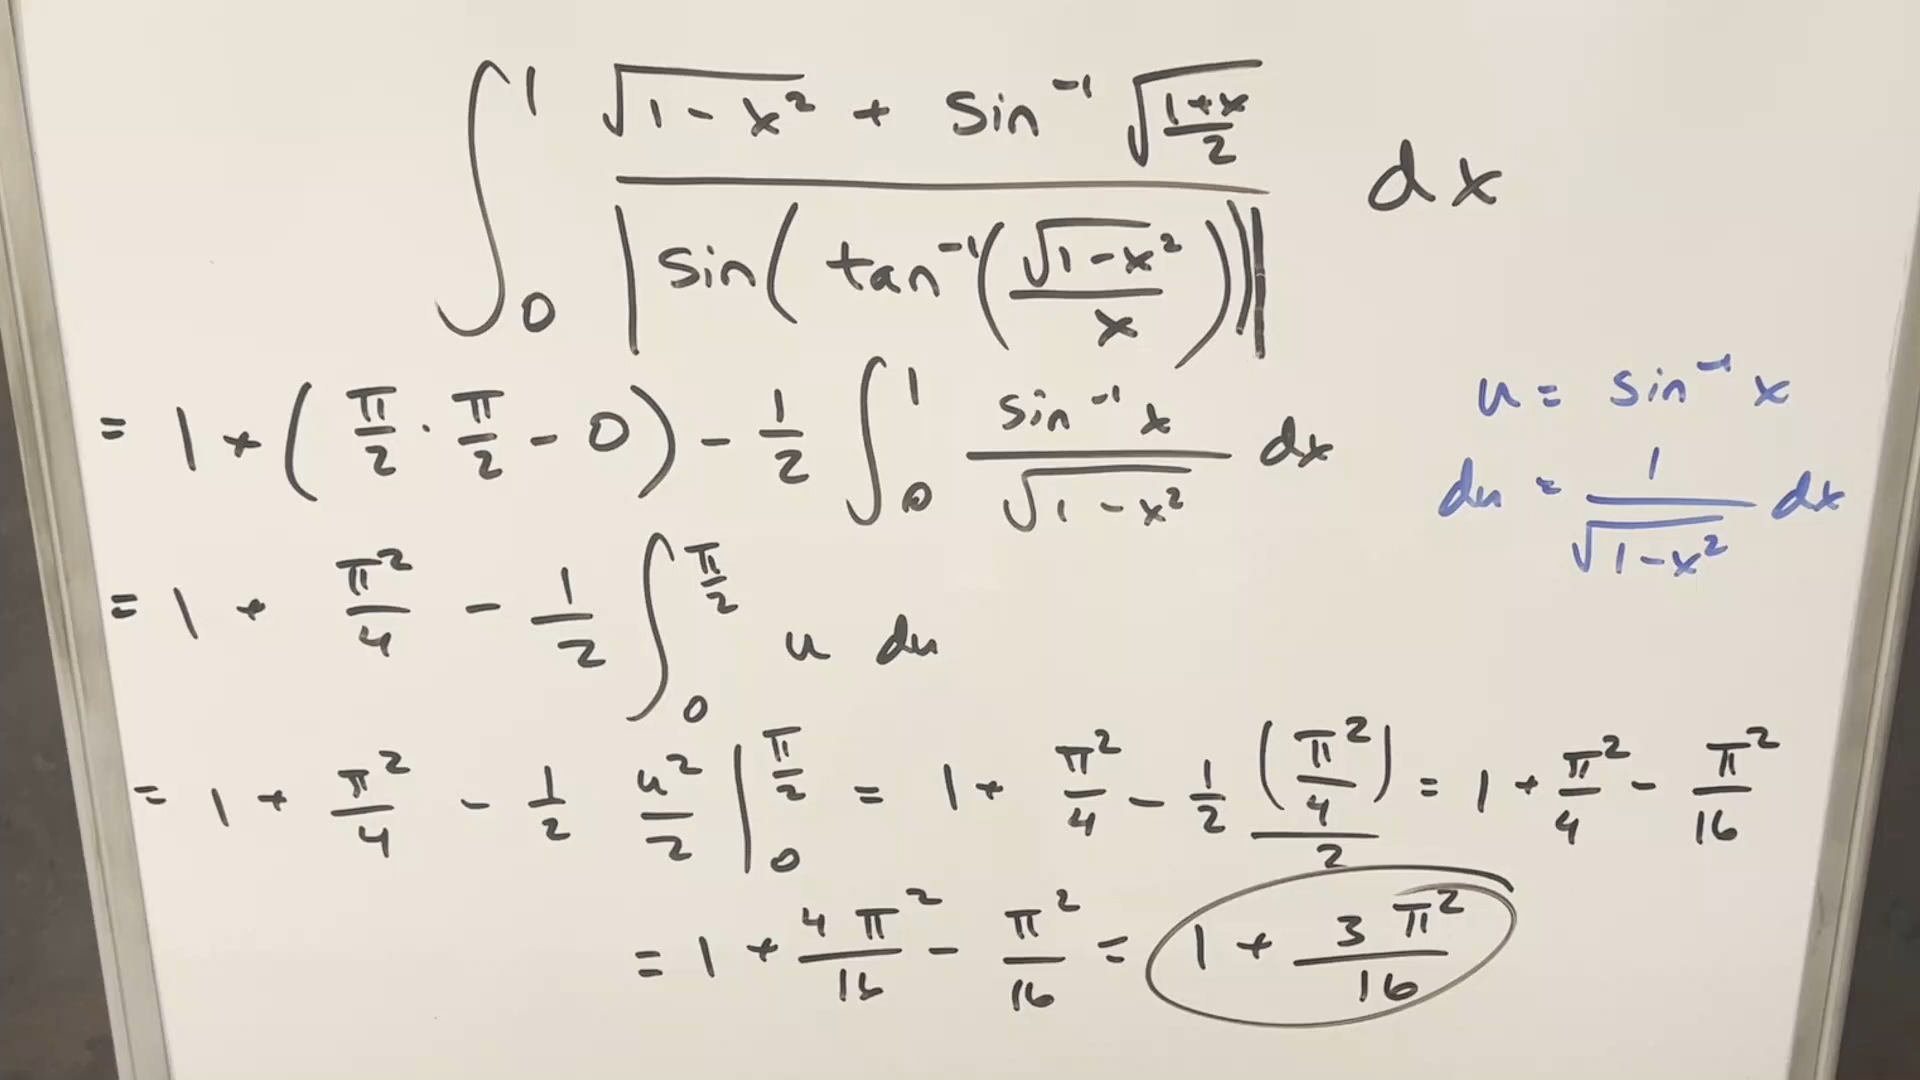 ∫₀¹ (√(1-x²) + sin⁻¹ √((1+x)/2)) / |sin(tan⁻¹(√(1-x²)/x))| dx
= 1 + (π/2 · π/2 - 0) - 1/2 ∫₀¹ sin⁻¹ x / √(1-x²) dx
u = sin⁻¹ x
du = 1/√(1-x²) dx
= 1 + π²/4 - 1/2 ∫₀^(π/2) u du
= 1 + π²/4 - 1/2 u²/2 |₀^(π/2) = 1 + π²/4 - 1/2 (π²/4)/2 = 1 + π²/4 - π²/16
= 1 + 4π²/16 - π²/16 = 1 + 3π²/16